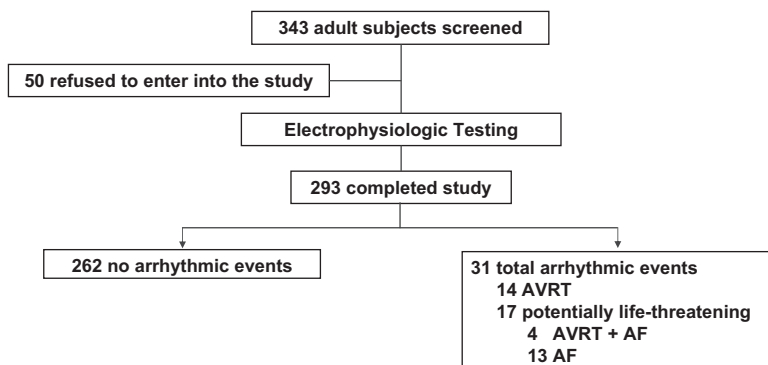 343 adult subjects screened
50 refused to enter into the study
Electrophysiologic Testing
293 completed study
262 no arrhythmic events
31 total arrhythmic events
14 AVRT
17 potentially life-threatening
4 AVRT + AF
13 AF